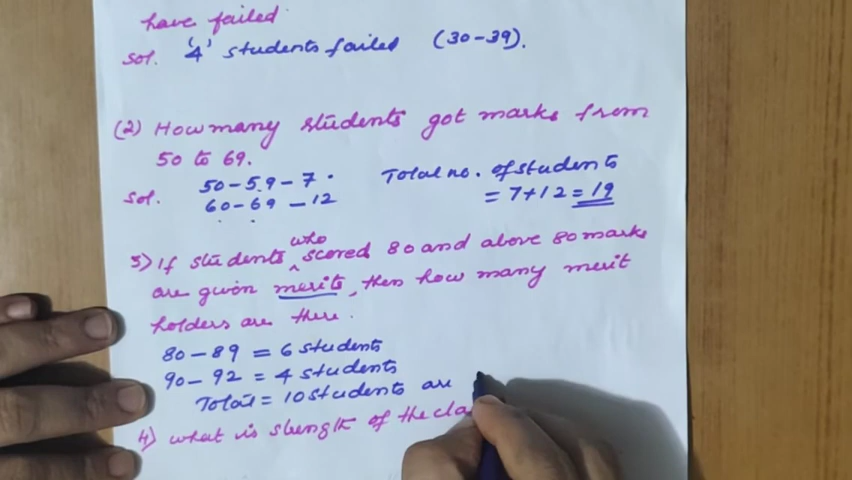 have failed.
Sol. '4' students failed (30-39).
(2) How many students got marks from
50 to 69.
Sol. 50-59-7. Total no. of students
60-69-12 = 7+12=19
3) If students who scored 80 and above 80 marks
are given merits, then how many merit
holders are there.
80-89 = 6 students
90-92 = 4 students
Total = 10 students are
4) what is strength of the cla